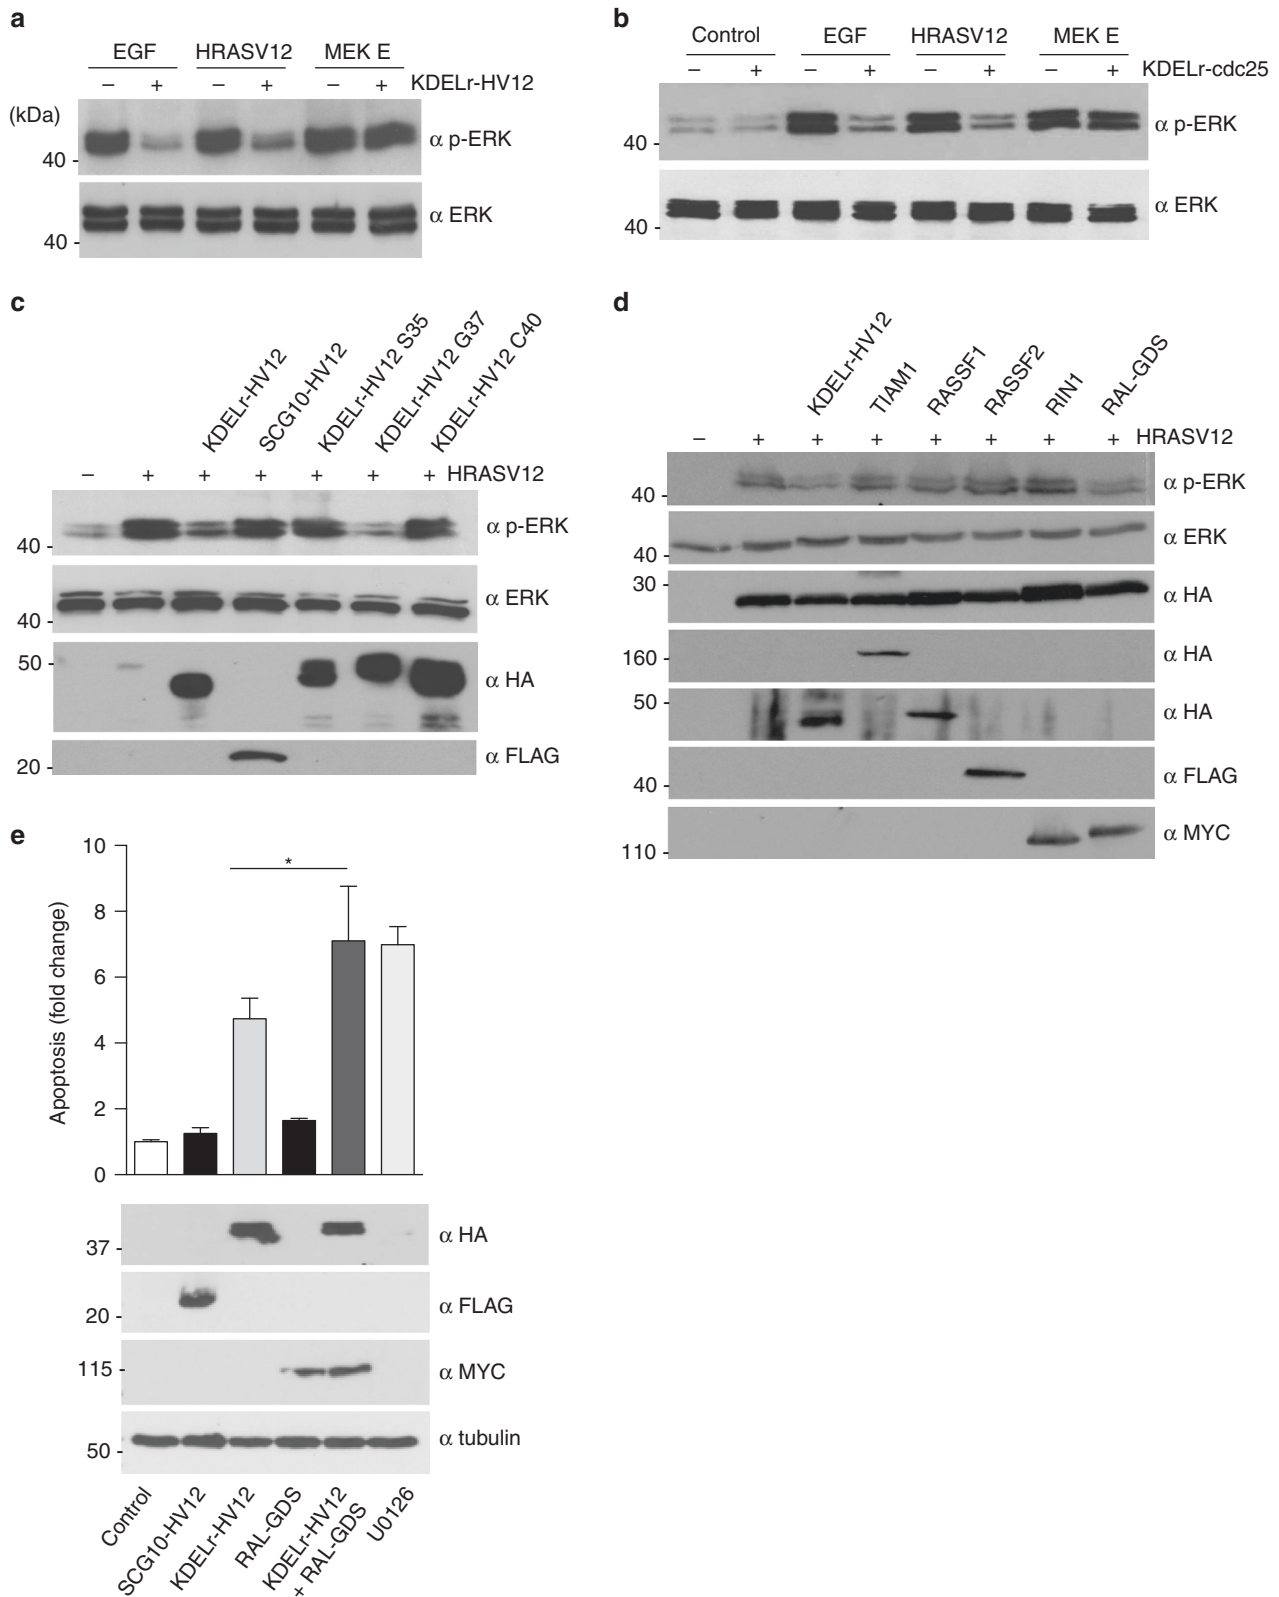 a
EGF HRASV12 MEK E
– + – + – + KDELr-HV12
(kDa)
α p-ERK
40 -
α ERK
40 -
b
Control EGF HRASV12 MEK E
– + – + – + – + KDELr-cdc25
α p-ERK
40 -
α ERK
40 -
c
KDELr-HV12
SCG10-HV12
KDELr-HV12 S35
KDELr-HV12 G37
KDELr-HV12 C40
– + + + + + + HRASV12
α p-ERK
40 -
α ERK
40 -
50 -
α HA
α FLAG
20 -
d
KDELr-HV12
TIAM1
RASSF1
RASSF2
RIN1
RAL-GDS
– + + + + + + + HRASV12
α p-ERK
40 -
α ERK
40 -
30 -
α HA
160 -
α HA
50 -
α HA
α FLAG
40 -
α MYC
110 -
e
Apoptosis (fold change)
10
8
6
4
2
0
*
α HA
37 -
α FLAG
20 -
115 -
α MYC
α tubulin
50 -
Control
SCG10-HV12
KDELr-HV12
RAL-GDS
KDELr-HV12
+ RAL-GDS
U0126